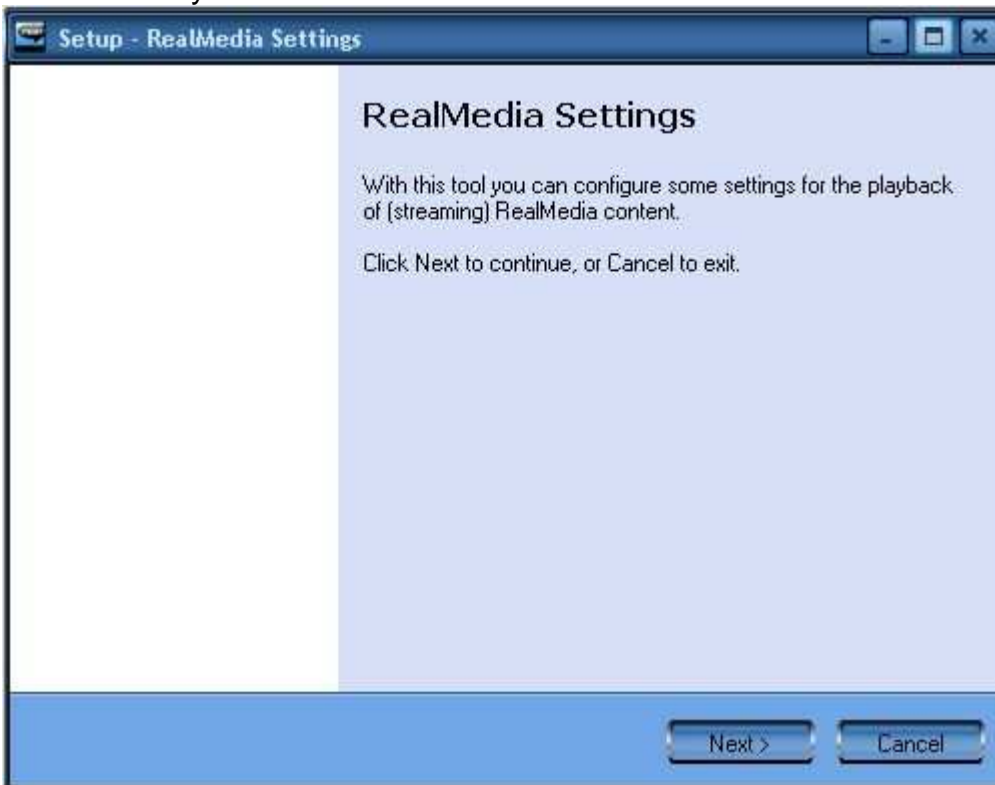 Setup - RealMedia Settings
RealMedia Settings
With this tool you can configure some settings for the playback
of (streaming) RealMedia content.
Click Next to continue, or Cancel to exit.
Next >
Cancel